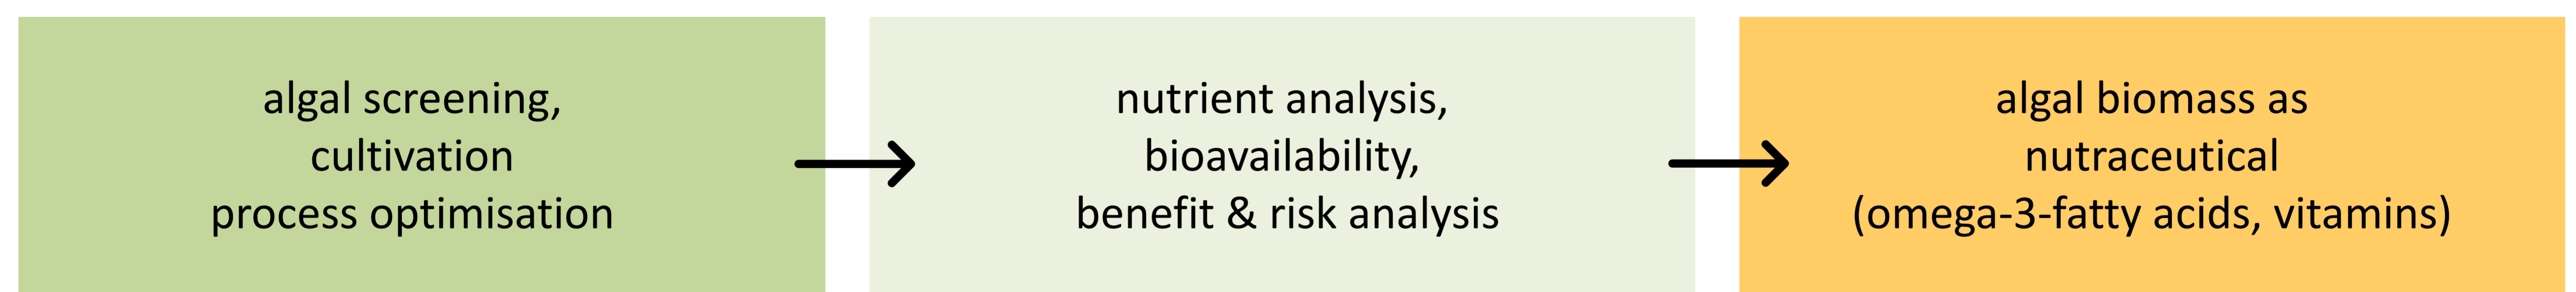 algal screening,
cultivation
process optimisation
nutrient analysis,
bioavailability,
benefit & risk analysis
algal biomass as
nutraceutical
(omega-3-fatty acids, vitamins)